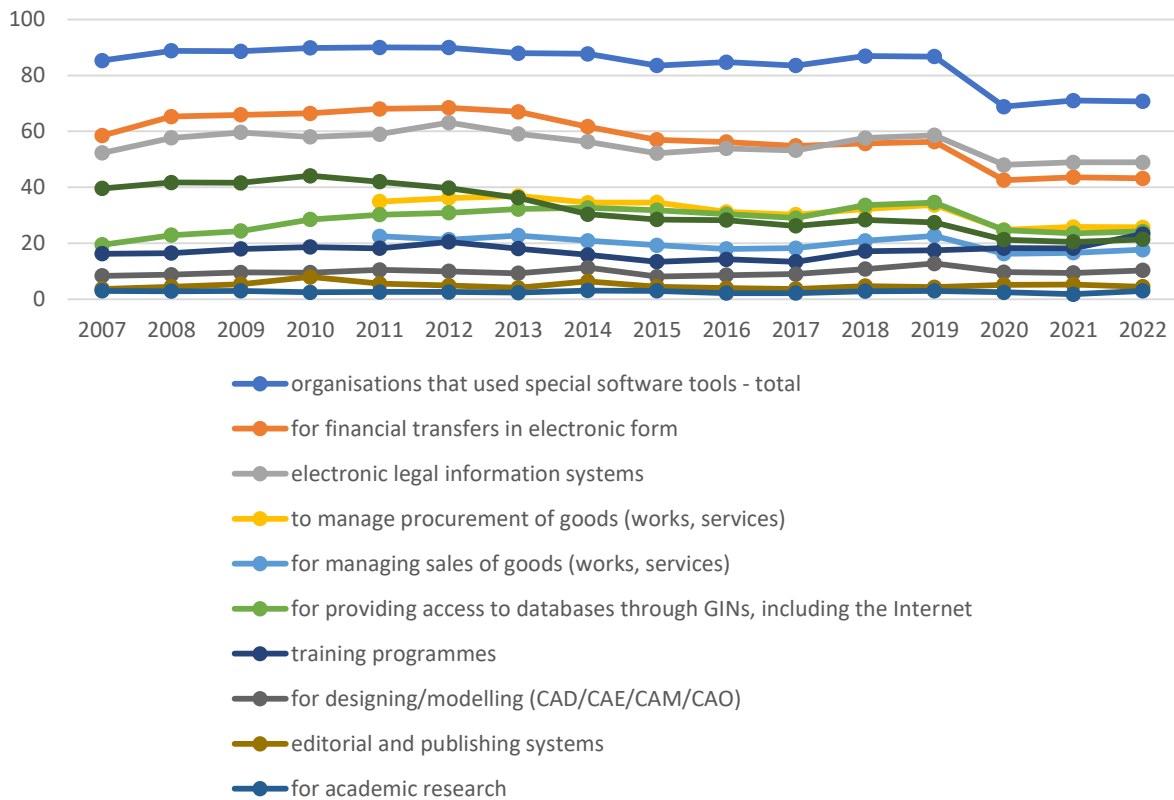 100
80
60
40
20
0
2007 2008 2009 2010 2011 2012 2013 2014 2015 2016 2017 2018 2019 2020 2021 2022
organisations that used special software tools - total
for financial transfers in electronic form
electronic legal information systems
to manage procurement of goods (works, services)
for managing sales of goods (works, services)
for providing access to databases through GINs, including the Internet
training programmes
for designing/modelling (CAD/CAE/CAM/CAO)
editorial and publishing systems
for academic research